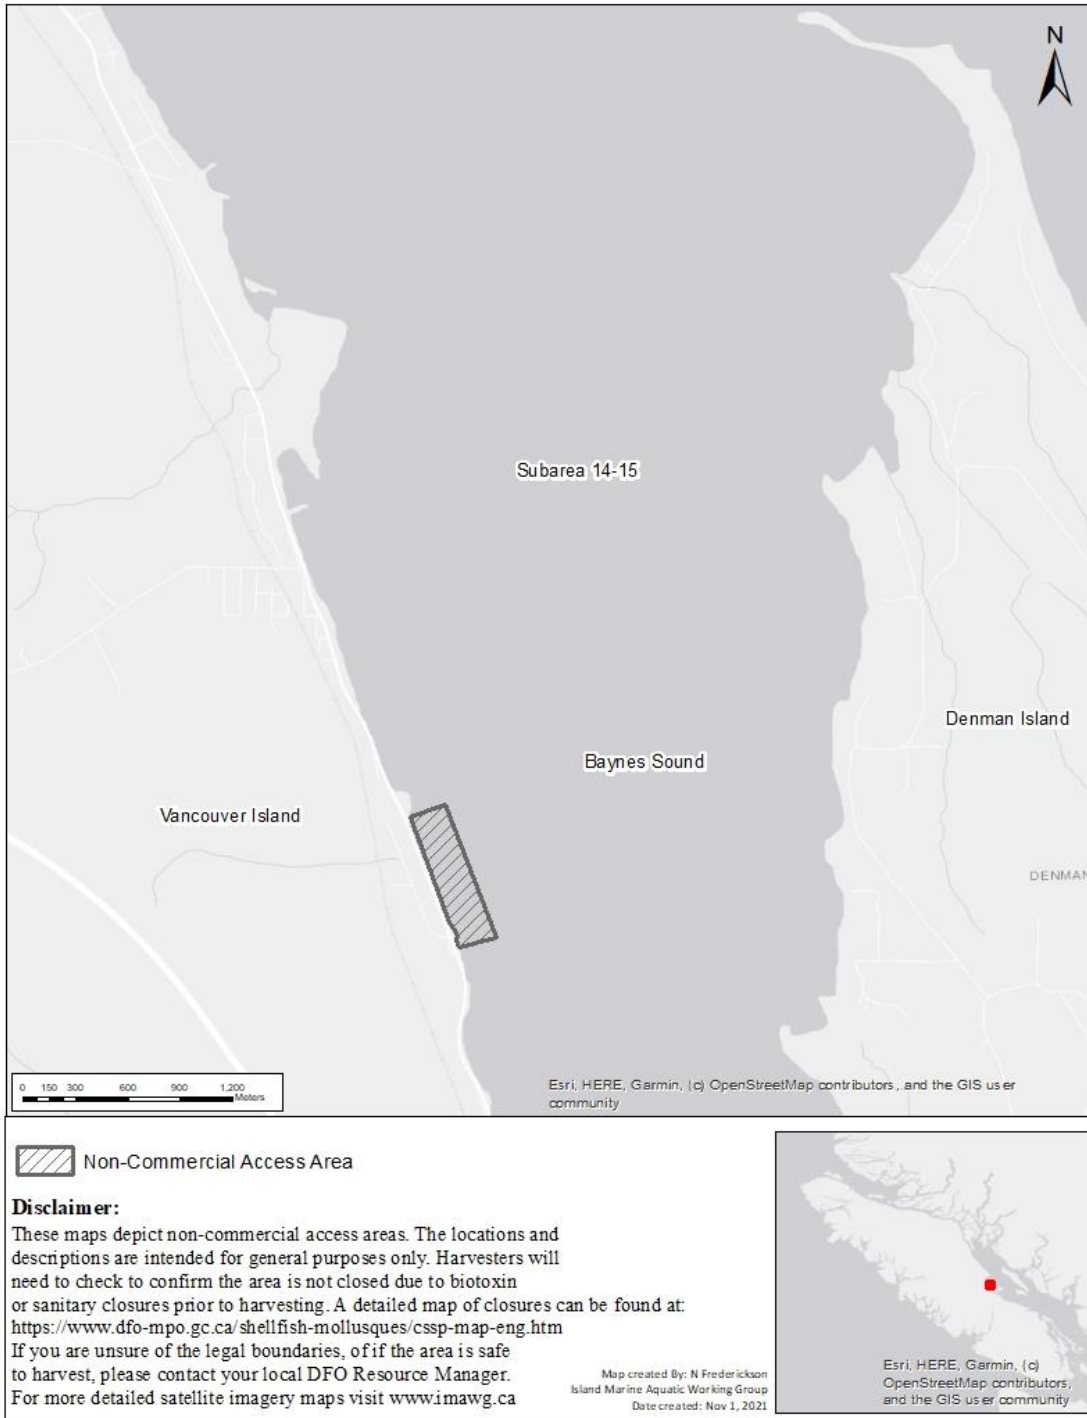 N
Subarea 14-15
Denman Island
Baynes Sound
Vancouver Island
DENMAN
0 150 300 600 900 1,200
Meters
Esri, HERE, Garmin, (c) OpenStreetMap contributors, and the GIS user
community
Non-Commercial Access Area
Disclaimer:
These maps depict non-commercial access areas. The locations and
descriptions are intended for general purposes only. Harvesters will
need to check to confirm the area is not closed due to biotoxin
or sanitary closures prior to harvesting. A detailed map of closures can be found at:
https://www.dfo-mpo.gc.ca/shellfish-mollusques/cssp-map-eng.htm
If you are unsure of the legal boundaries, of if the area is safe
to harvest, please contact your local DFO Resource Manager.
For more detailed satellite imagery maps visit www.imawg.ca
Map created By: N Frederickson
Island Marine Aquatic Working Group
Date created: Nov 1, 2021
Esri, HERE, Garmin, (c)
OpenStreetMap contributors,
and the GIS user community